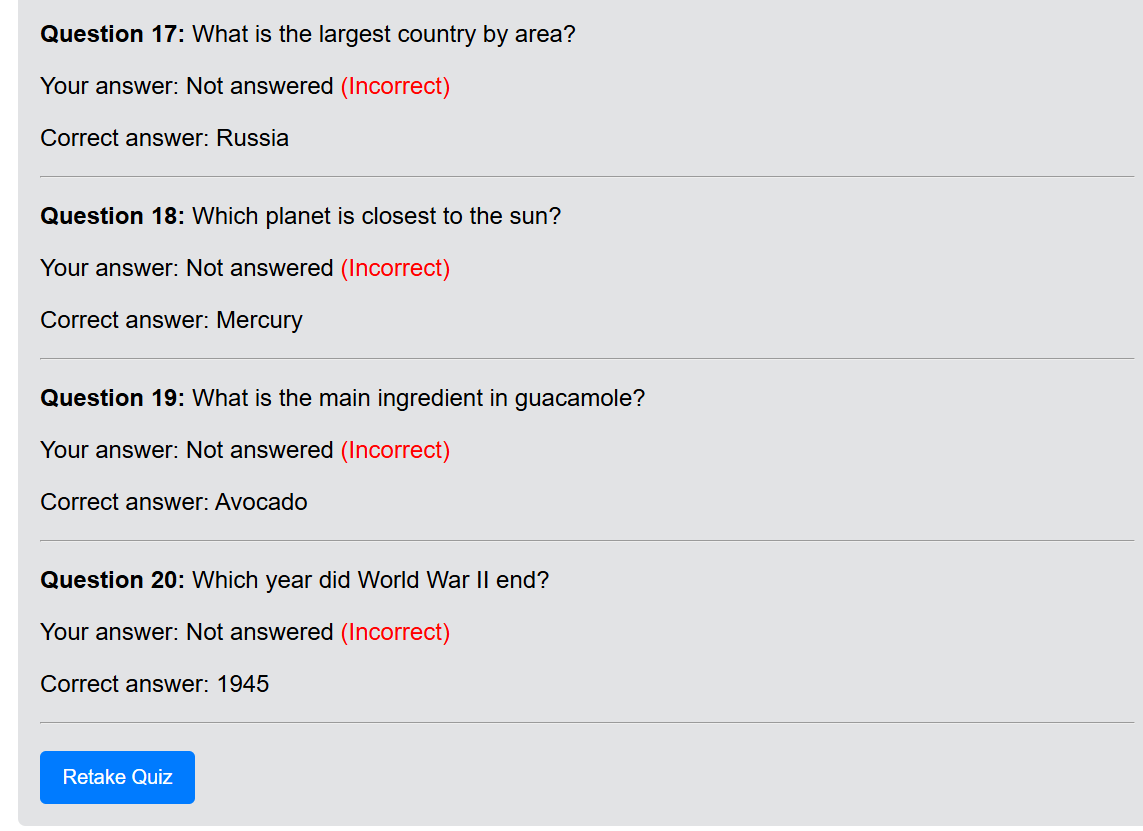 Question 17: What is the largest country by area?
Your answer: Not answered (Incorrect)
Correct answer: Russia
Question 18: Which planet is closest to the sun?
Your answer: Not answered (Incorrect)
Correct answer: Mercury
Question 19: What is the main ingredient in guacamole?
Your answer: Not answered (Incorrect)
Correct answer: Avocado
Question 20: Which year did World War II end?
Your answer: Not answered (Incorrect)
Correct answer: 1945
Retake Quiz